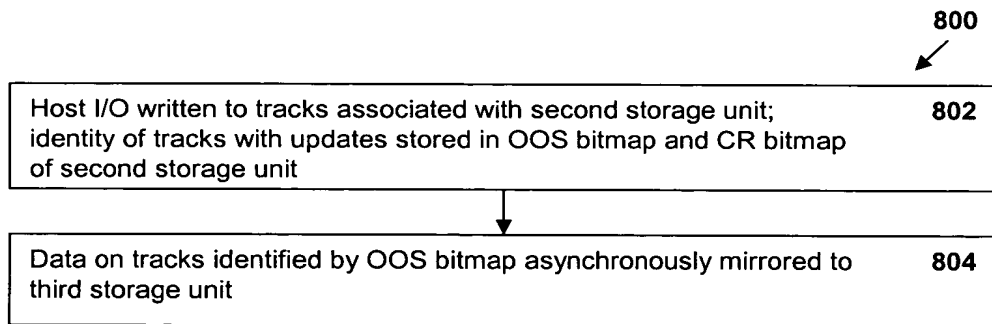 800
Host I/O written to tracks associated with second storage unit; 802
identity of tracks with updates stored in OOS bitmap and CR bitmap
of second storage unit
Data on tracks identified by OOS bitmap asynchronously mirrored to 804
third storage unit